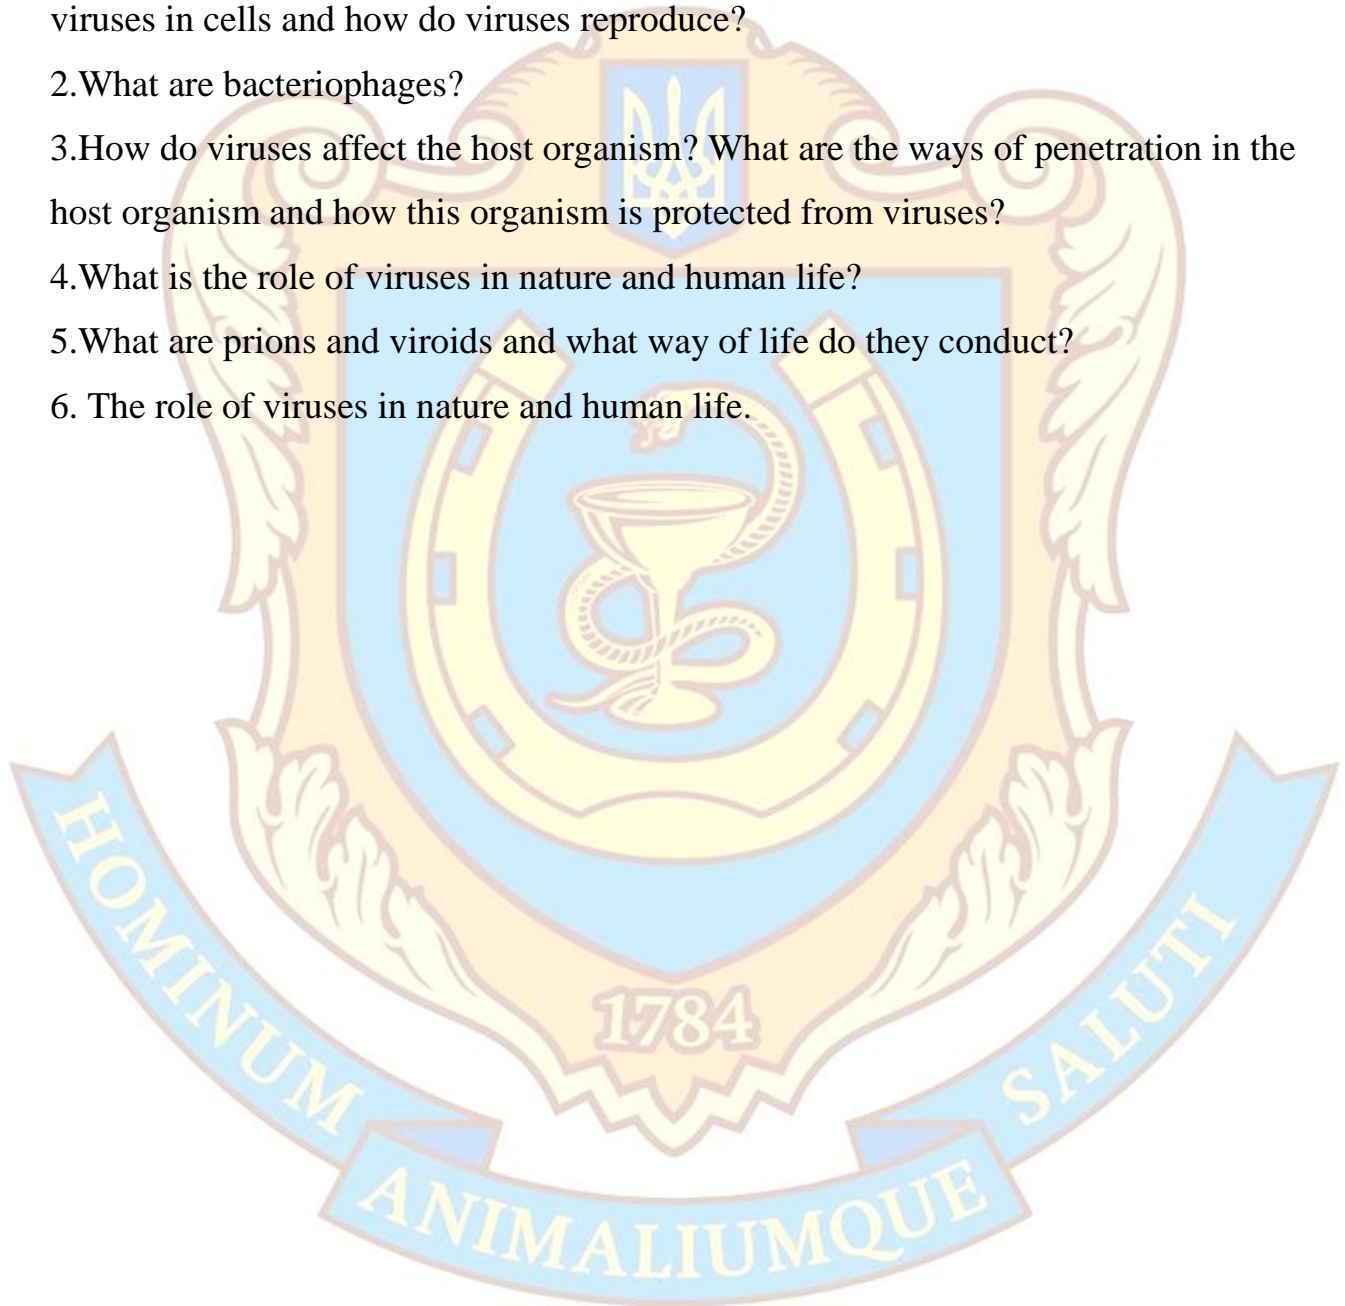 viruses in cells and how do viruses reproduce?
2.What are bacteriophages?
3.How do viruses affect the host organism? What are the ways of penetration in the
host organism and how this organism is protected from viruses?
4.What is the role of viruses in nature and human life?
5.What are prions and viroids and what way of life do they conduct?
6. The role of viruses in nature and human life.
1784
HOMINUM
ANIMALIUMQUE
SALUTI